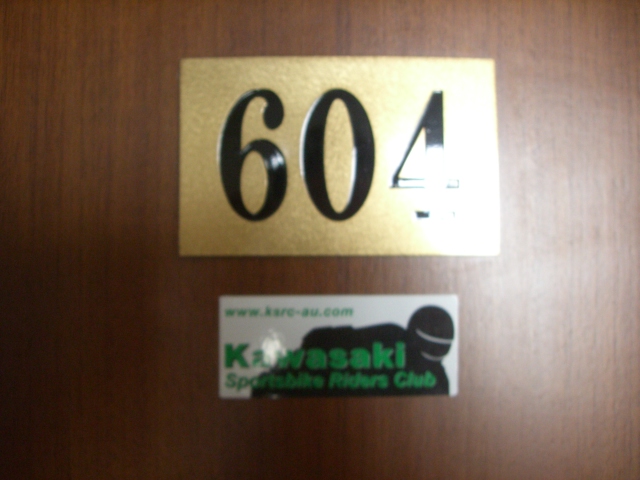 604
www.ksrc-au.com
Kawasaki
Sportsbike Riders Club